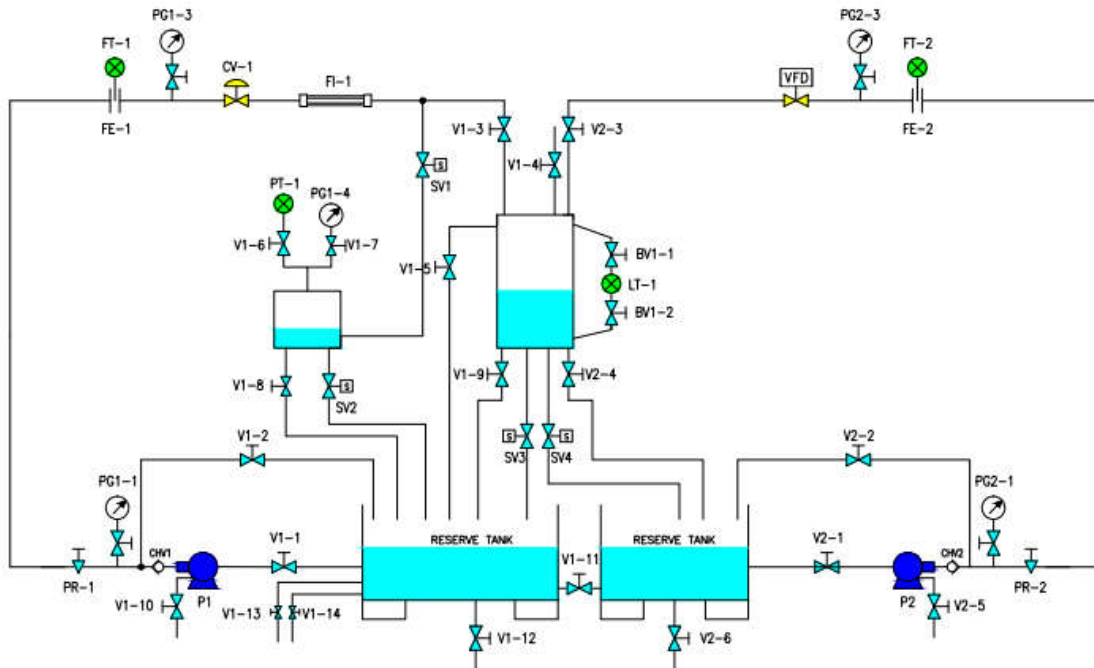 PG1-3
PG2-3
FT-1
FT-2
CV-1
FI-1
VFD
FE-1
FE-2
V1-3
V2-3
V1-4
S
SV1
PT-1
PG1-4
V1-6
V1-7
V1-5
BV1-1
LT-1
BV1-2
V1-8
S
SV2
V1-9
V2-4
V1-2
S
SV3
S
SV4
V2-2
PG1-1
PG2-1
RESERVE TANK
RESERVE TANK
CHV1
V1-1
V1-11
V2-1
CHV2
PR-1
P1
P2
PR-2
V1-10
V1-13
V1-14
V2-5
V1-12
V2-6